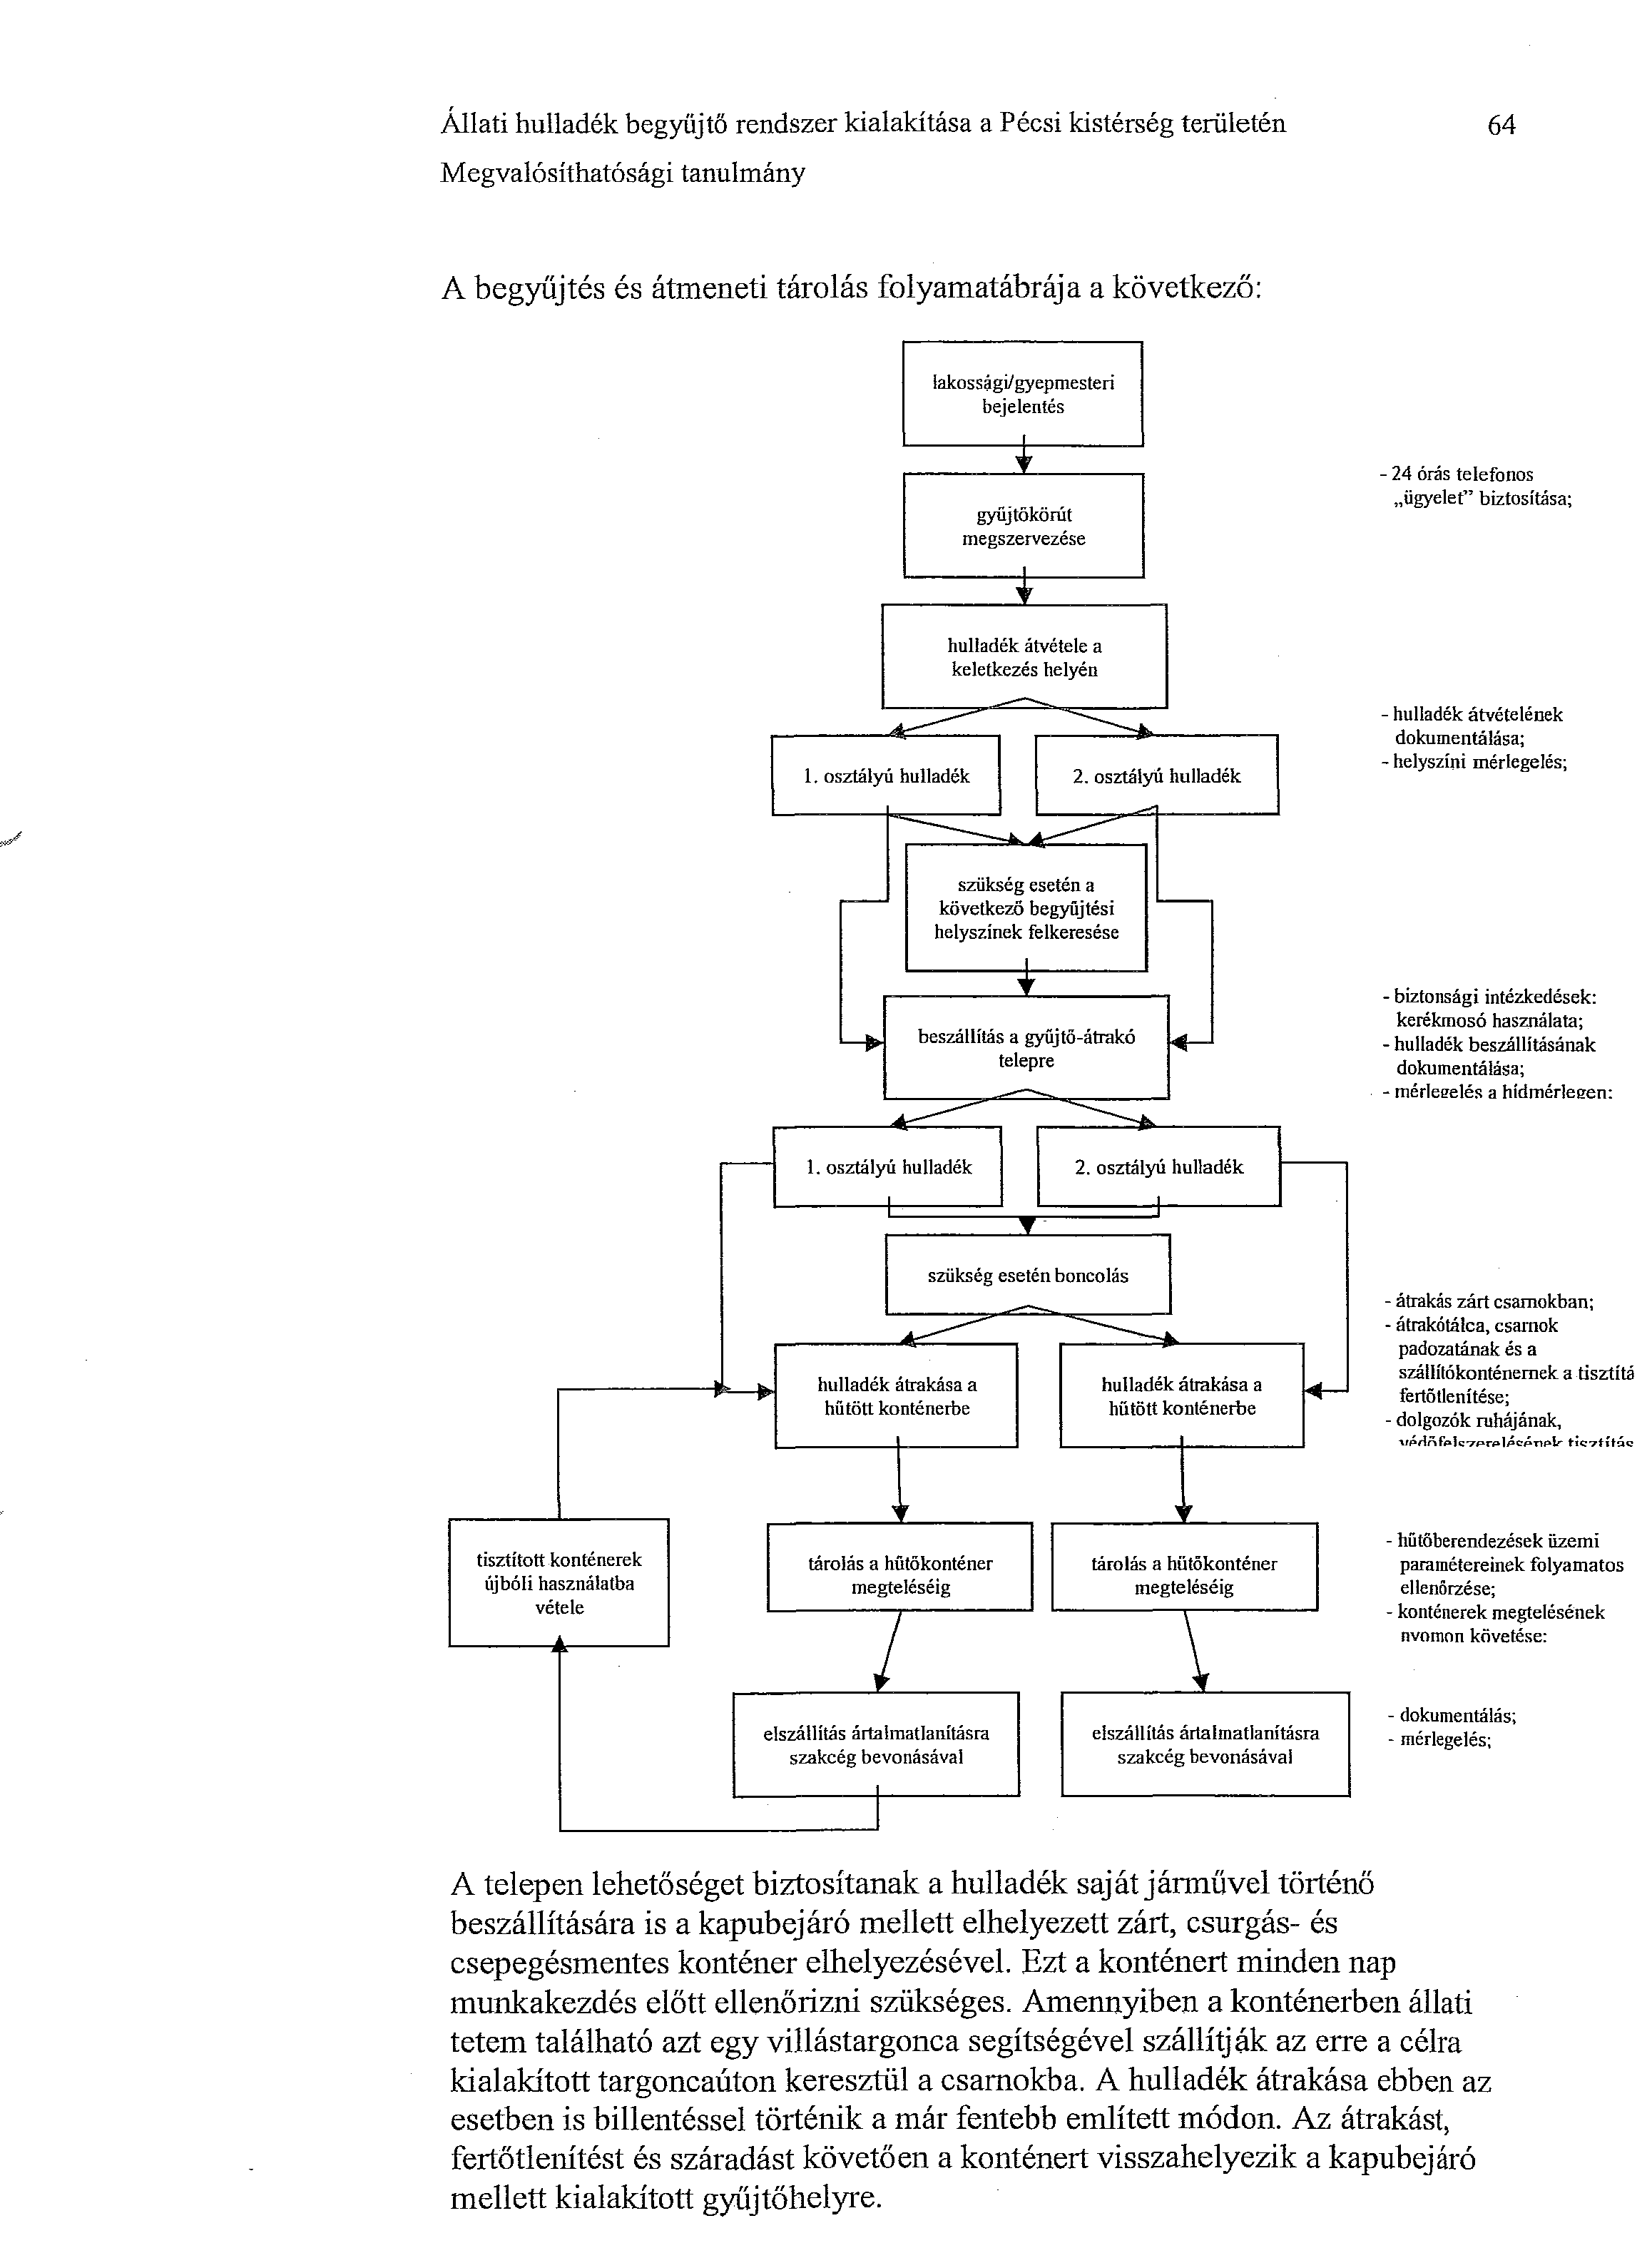 Állati hulladék begyűjtő rendszer kialakítása a Pécsi kistérség területén 64
Megvalósíthatósági tanulmány
A begyűjtés és átmeneti tárolás folyamatábrája a következő:
lakossági/gyepmesteri
bejelentés
- 24 órás telefonos
„ügyelet” biztosítása;
gyűjtőkörút
megszervezése
hulladék átvétele a
keletkezés helyén
- hulladék átvételének
dokumentálása;
- helyszíni mérlegelés;
1. osztályú hulladék
2. osztályú hulladék
szükség esetén a
következő begyűjtési
helyszínek felkeresése
beszállítás a gyűjtő-átrakó
telepre
- biztonsági intézkedések:
kerékmosó használata;
- hulladék beszállításának
dokumentálása;
- mérlegelés a hídmérlegen:
1. osztályú hulladék
2. osztályú hulladék
szükség esetén boncolás
- átrakás zárt csarnokban;
- átrakótálca, csarnok
padozatának és a
szállítókonténernek a tisztítá
fertőtlenítése;
- dolgozók ruhájának,
védőfelszerelésének tisztítás
hulladék átrakása a
hűtött konténerbe
hulladék átrakása a
hűtött konténerbe
tisztított konténerek
újbóli használatba
vétele
tárolás a hűtőkonténer
megteléséig
tárolás a hűtőkonténer
megteléséig
- hűtőberendezések üzemi
paramétereinek folyamatos
ellenőrzése;
- konténerek megtelésének
nyomon követése:
elszállítás ártalmatlanításra
szakcég bevonásával
elszállítás ártalmatlanításra
szakcég bevonásával
- dokumentálás;
- mérlegelés;
A telepen lehetőséget biztosítanak a hulladék saját járművel történő
beszállítására is a kapubejáró mellett elhelyezett zárt, csurgás- és
csepegésmentes konténer elhelyezésével. Ezt a konténert minden nap
munkakezdés előtt ellenőrizni szükséges. Amennyiben a konténerben állati
tetem található azt egy villástargonca segítségével szállítják az erre a célra
kialakított targoncaúton keresztül a csarnokba. A hulladék átrakása ebben az
esetben is billentéssel történik a már fentebb említett módon. Az átrakást,
fertőtlenítést és száradást követően a konténert visszahelyezik a kapubejáró
mellett kialakított gyűjtőhelyre.